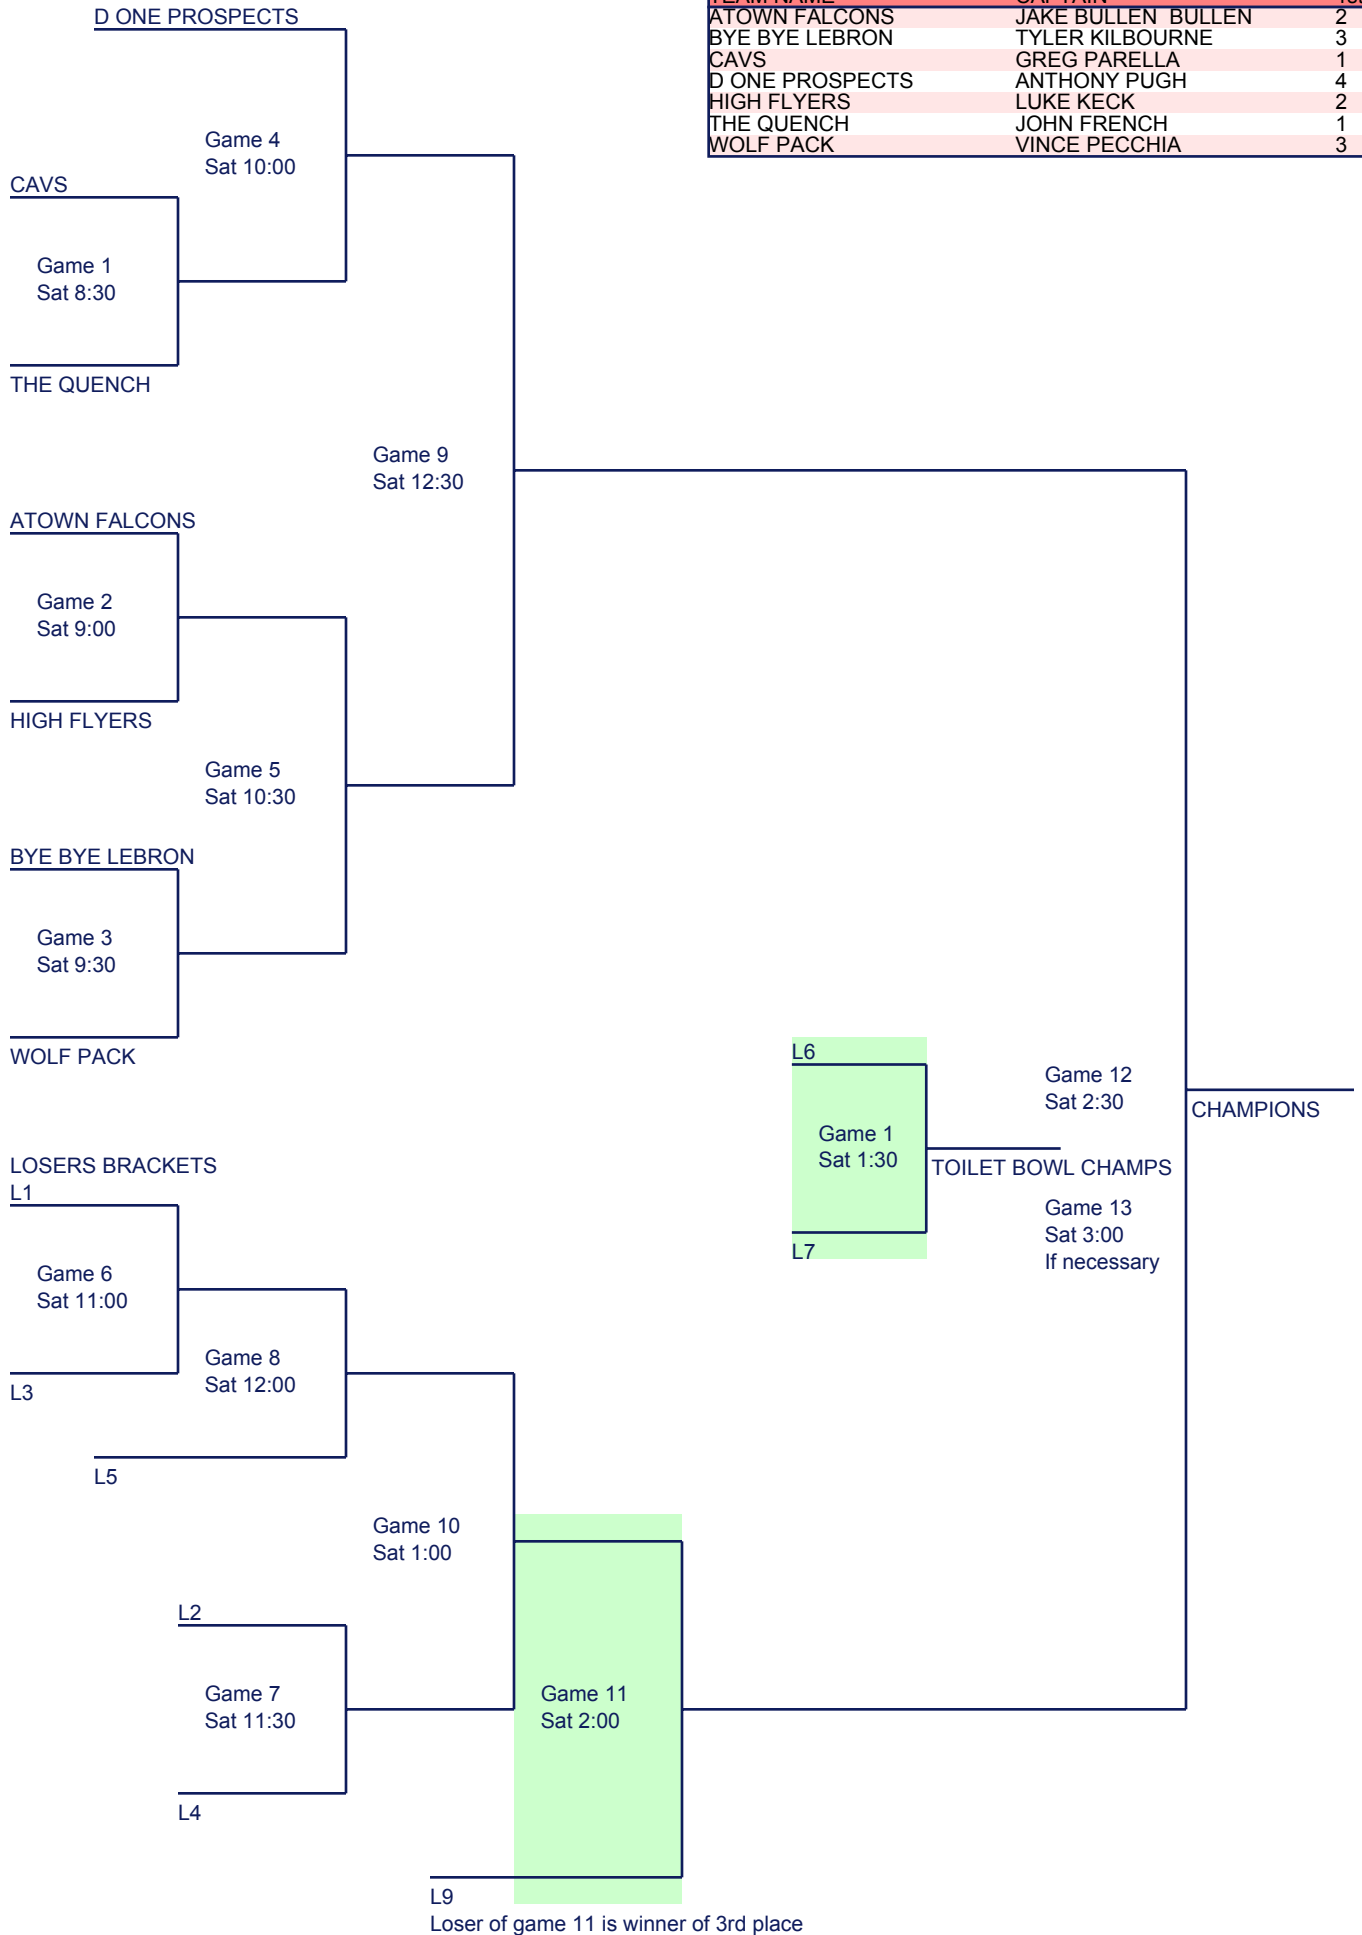 D ONE PROSPECTS
TEAM NAME CAPTAIN
ATOWN FALCONS JAKE BULLEN BULLEN 2
BYE BYE LEBRON TYLER KILBOURNE 3
CAVS GREG PARELLA 1
D ONE PROSPECTS ANTHONY PUGH 4
HIGH FLYERS LUKE KECK 2
THE QUENCH JOHN FRENCH 1
WOLF PACK VINCE PECCHIA 3
Game 4
Sat 10:00
CAVS
Game 1
Sat 8:30
THE QUENCH
Game 9
Sat 12:30
ATOWN FALCONS
Game 2
Sat 9:00
HIGH FLYERS
Game 5
Sat 10:30
BYE BYE LEBRON
Game 3
Sat 9:30
WOLF PACK
L6
Game 12
Sat 2:30
CHAMPIONS
Game 1
Sat 1:30
TOILET BOWL CHAMPS
Game 13
Sat 3:00
If necessary
L7
LOSERS BRACKETS
L1
Game 6
Sat 11:00
Game 8
Sat 12:00
L3
L5
Game 10
Sat 1:00
L2
Game 7
Sat 11:30
Game 11
Sat 2:00
L4
L9
Loser of game 11 is winner of 3rd place